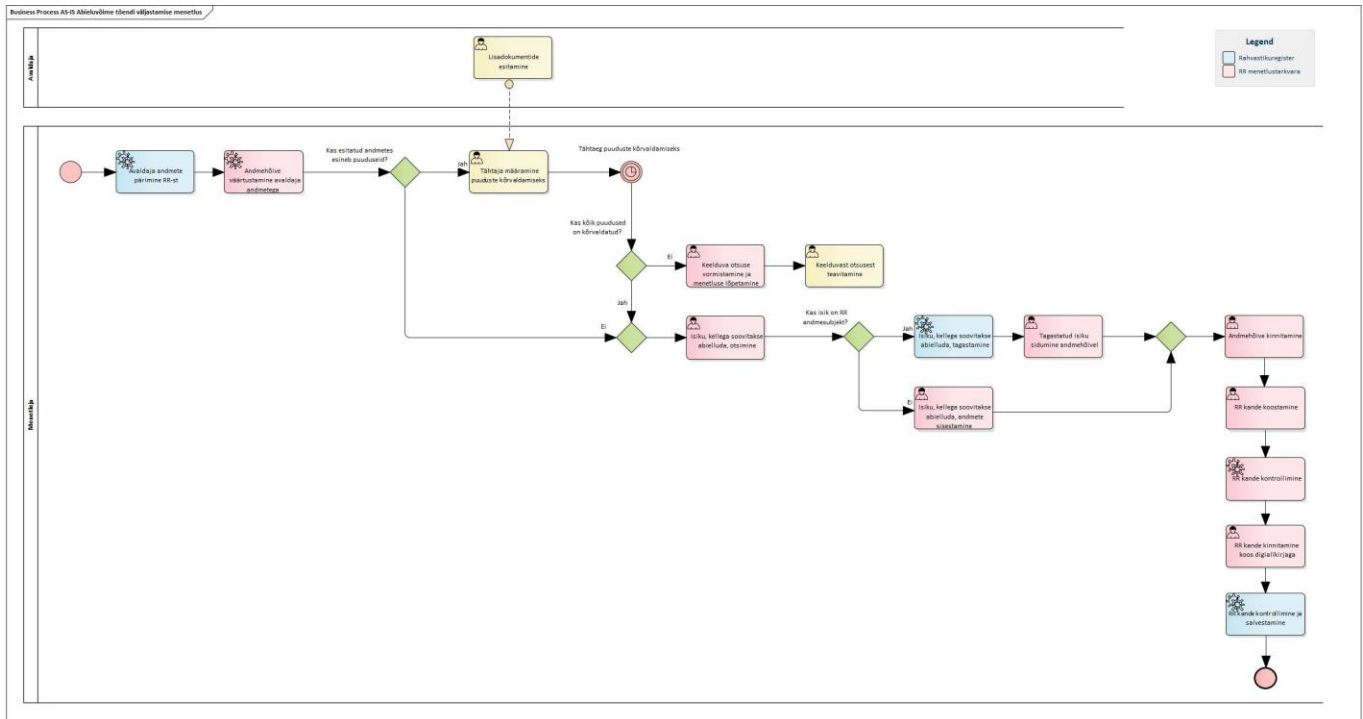 Business Process AS-IS Abieluvõime tõendi väljastamise menetlus
Avaldaja
Lisadokumentide
esitamine
Legend
Rahvastikuregister
RR menetlustarkvara
Menetleja
Avaldaja andmete
pärimine RR-st
Andmehõive
väärtustamine avaldaja
andmetega
Kas esitatud andmetes
esineb puuduseid?
Jah
Tähtaja määramine
puuduste kõrvaldamiseks
Tähtaeg puuduste kõrvaldamiseks
Kas kõik puudused
on kõrvaldatud?
Ei
Keelduva otsuse
vormistamine ja
menetluse lõpetamine
Keelduvast otsusest
teavitamine
Jah
Ei
Isiku, kellega soovitakse
abielluda, otsimine
Kas isik on RR
andmesubjekt?
Jah
Isiku, kellega soovitakse
abielluda, tagastamine
Tagastatud isiku
sidumine andmehõivel
Ei
Isiku, kellega soovitakse
abielluda, andmete
sisestamine
Andmehõive kinnitamine
RR kande koostamine
RR kande kontrollimine
RR kande kinnitamine
koos digiallkirjaga
RR kande kontrollimine ja
salvestamine